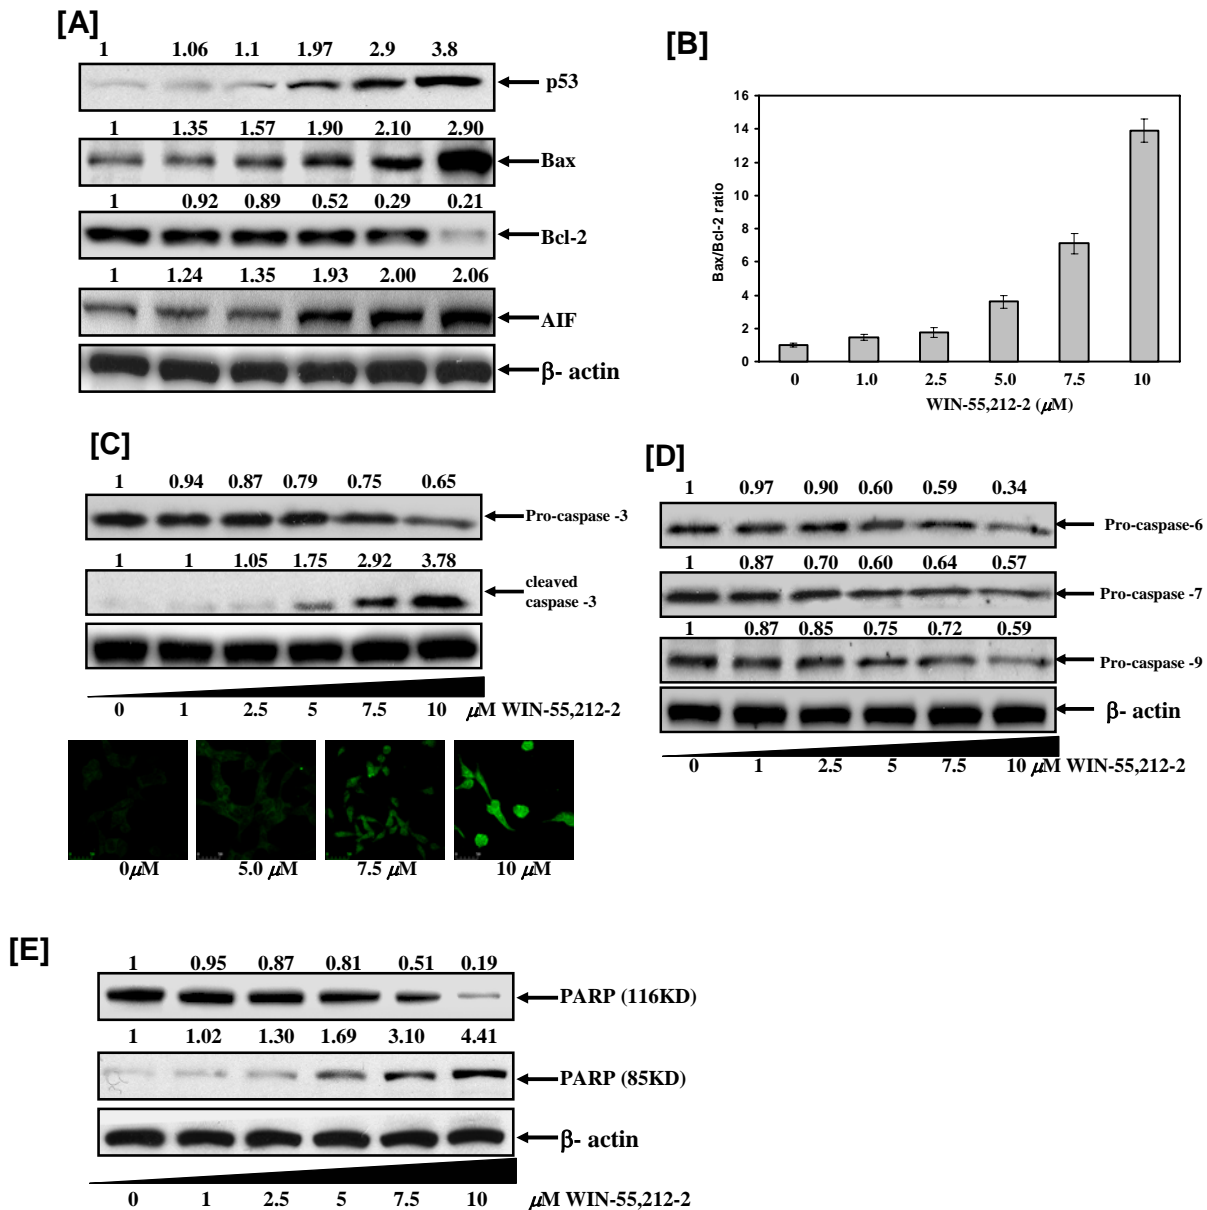 [A]
1 1.06 1.1 1.97 2.9 3.8
p53
1 1.35 1.57 1.90 2.10 2.90
Bax
1 0.92 0.89 0.52 0.29 0.21
Bcl-2
1 1.24 1.35 1.93 2.00 2.06
AIF
β- actin
[B]
16
14
12
10
8
6
4
2
0
Bax/Bcl-2 ratio
0 1.0 2.5 5.0 7.5 10
WIN-55,212-2 (μM)
[C]
1 0.94 0.87 0.79 0.75 0.65
Pro-caspase -3
1 1 1.05 1.75 2.92 3.78
cleaved
caspase -3
0 1 2.5 5 7.5 10 μM WIN-55,212-2
0μM 5.0 μM 7.5 μM 10 μM
[D]
1 0.97 0.90 0.60 0.59 0.34
Pro-caspase-6
1 0.87 0.70 0.60 0.64 0.57
Pro-caspase -7
1 0.87 0.85 0.75 0.72 0.59
Pro-caspase -9
β- actin
0 1 2.5 5 7.5 10 μM WIN-55,212-2
[E]
1 0.95 0.87 0.81 0.51 0.19
PARP (116KD)
1 1.02 1.30 1.69 3.10 4.41
PARP (85KD)
β- actin
0 1 2.5 5 7.5 10 μM WIN-55,212-2